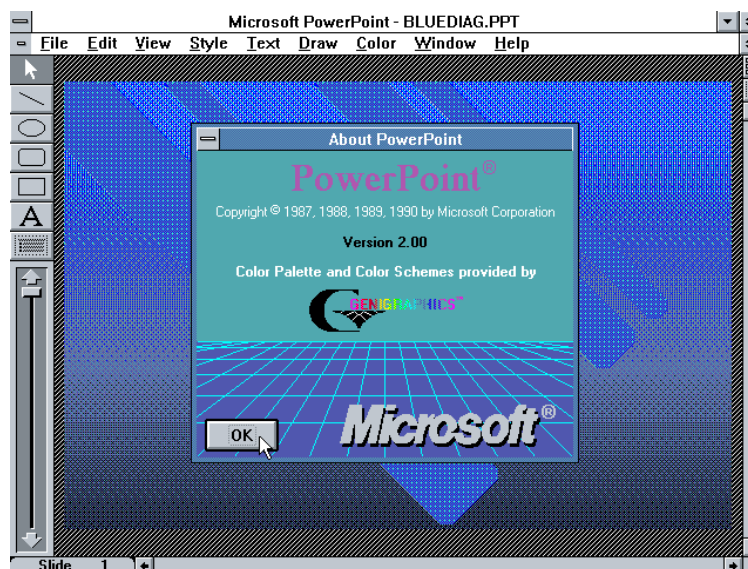 Microsoft PowerPoint - BLUEDIAG.PPT
File Edit View Style Text Draw Color Window Help
A
About PowerPoint
PowerPoint®
Copyright © 1987, 1988, 1989, 1990 by Microsoft Corporation
Version 2.00
Color Palette and Color Schemes provided by
GENIGRAPHICS™
OK
Microsoft®
Slide 1